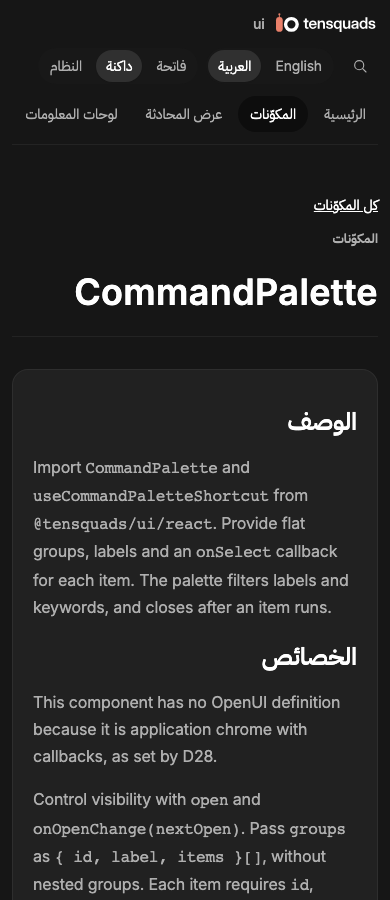 tensquads ui
English العربية فاتحة داكنة النظام
الرئيسية المكوّنات عرض المحادثة لوحات المعلومات
كل المكوّنات
المكوّنات
CommandPalette
الوصف
Import CommandPalette and
useCommandPaletteShortcut from
@tensquads/ui/react. Provide flat
groups, labels and an onSelect callback
for each item. The palette filters labels and
keywords, and closes after an item runs.
الخصائص
This component has no OpenUI definition
because it is application chrome with
callbacks, as set by D28.
Control visibility with open and
onOpenChange(nextOpen). Pass groups
as { id, label, items }[], without
nested groups. Each item requires id,